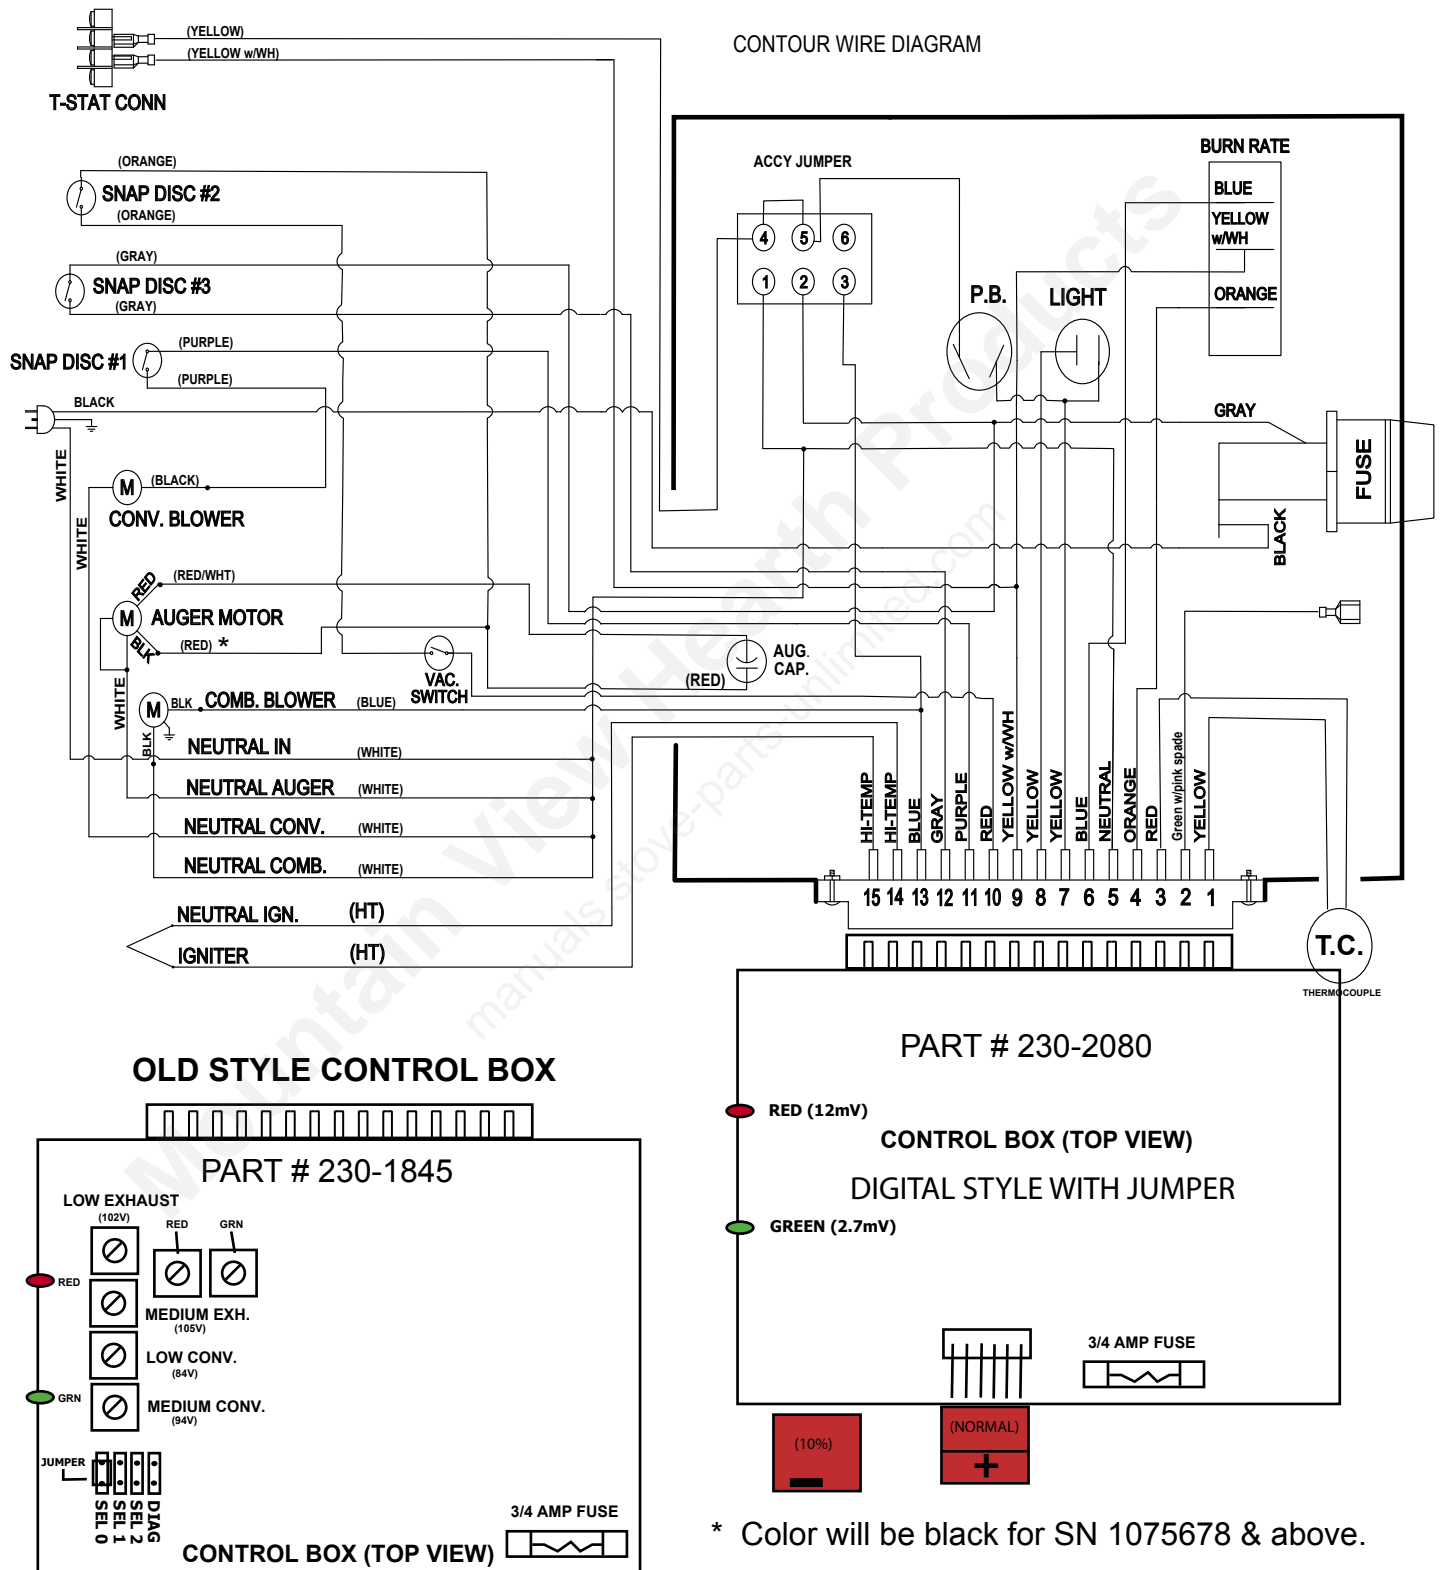 CONTOUR WIRE DIAGRAM
(YELLOW)
(YELLOW w/WH)
T-STAT CONN
(ORANGE)
SNAP DISC #2
(ORANGE)
(GRAY)
SNAP DISC #3
(GRAY)
(PURPLE)
SNAP DISC #1
(PURPLE)
BLACK
WHITE
WHITE
M
(BLACK)
CONV. BLOWER
RED
(RED/WHT)
M
AUGER MOTOR
BLK
(RED) *
WHITE
VAC.
SWITCH
(RED)
AUG.
CAP.
M
BLK
COMB. BLOWER
(BLUE)
BLK
NEUTRAL IN
(WHITE)
NEUTRAL AUGER
(WHITE)
NEUTRAL CONV.
(WHITE)
NEUTRAL COMB.
(WHITE)
NEUTRAL IGN.
(HT)
IGNITER
(HT)
ACCY JUMPER
4
5
6
1
2
3
P.B.
LIGHT
BURN RATE
BLUE
YELLOW
w/WH
ORANGE
GRAY
FUSE
BLACK
HI-TEMP
HI-TEMP
BLUE
GRAY
PURPLE
RED
YELLOW w/WH
YELLOW
YELLOW
BLUE
NEUTRAL
ORANGE
RED
Green w/pink spade
YELLOW
15 14 13 12 11 10 9 8 7 6 5 4 3 2 1
T.C.
THERMOCOUPLE
PART # 230-2080
RED (12mV)
CONTROL BOX (TOP VIEW)
DIGITAL STYLE WITH JUMPER
GREEN (2.7mV)
3/4 AMP FUSE
(10%)
(NORMAL)
* Color will be black for SN 1075678 & above.
OLD STYLE CONTROL BOX
PART # 230-1845
LOW EXHAUST
(102V)
RED
GRN
RED
MEDIUM EXH.
(105V)
LOW CONV.
(84V)
GRN
MEDIUM CONV.
(94V)
JUMPER
SEL 0
SEL 1
SEL 2
DIAG
3/4 AMP FUSE
CONTROL BOX (TOP VIEW)
Mountain View Hearth Products
manuals.stove-parts-unlimited.com